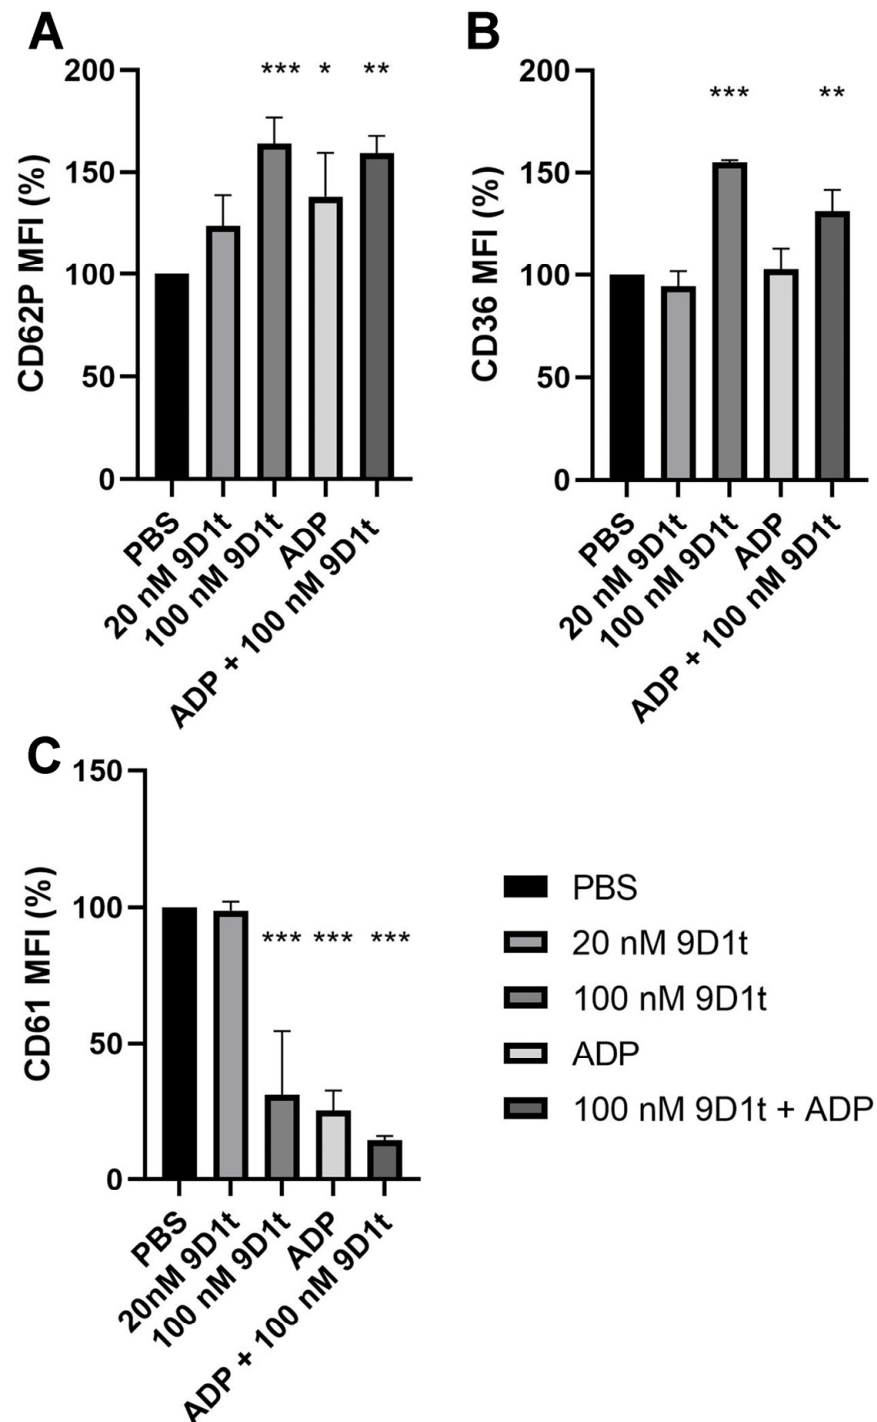 A
CD62P MFI (%)
200
150
100
50
0
*** * **
PBS
20 nM 9D1t
100 nM 9D1t
ADP
ADP + 100 nM 9D1t
B
CD36 MFI (%)
200
150
100
50
0
*** **
PBS
20 nM 9D1t
100 nM 9D1t
ADP
ADP + 100 nM 9D1t
C
CD61 MFI (%)
150
100
50
0
*** *** ***
PBS
20nM 9D1t
100 nM 9D1t
ADP
ADP + 100 nM 9D1t
PBS
20 nM 9D1t
100 nM 9D1t
ADP
100 nM 9D1t + ADP